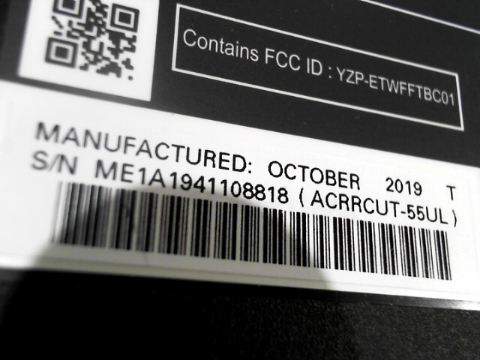 Contains FCC ID : YZP-ETWFFTBC01
MANUFACTURED: OCTOBER 2019 T
S/N ME1A1941108818 (ACRRCUT-55UL)